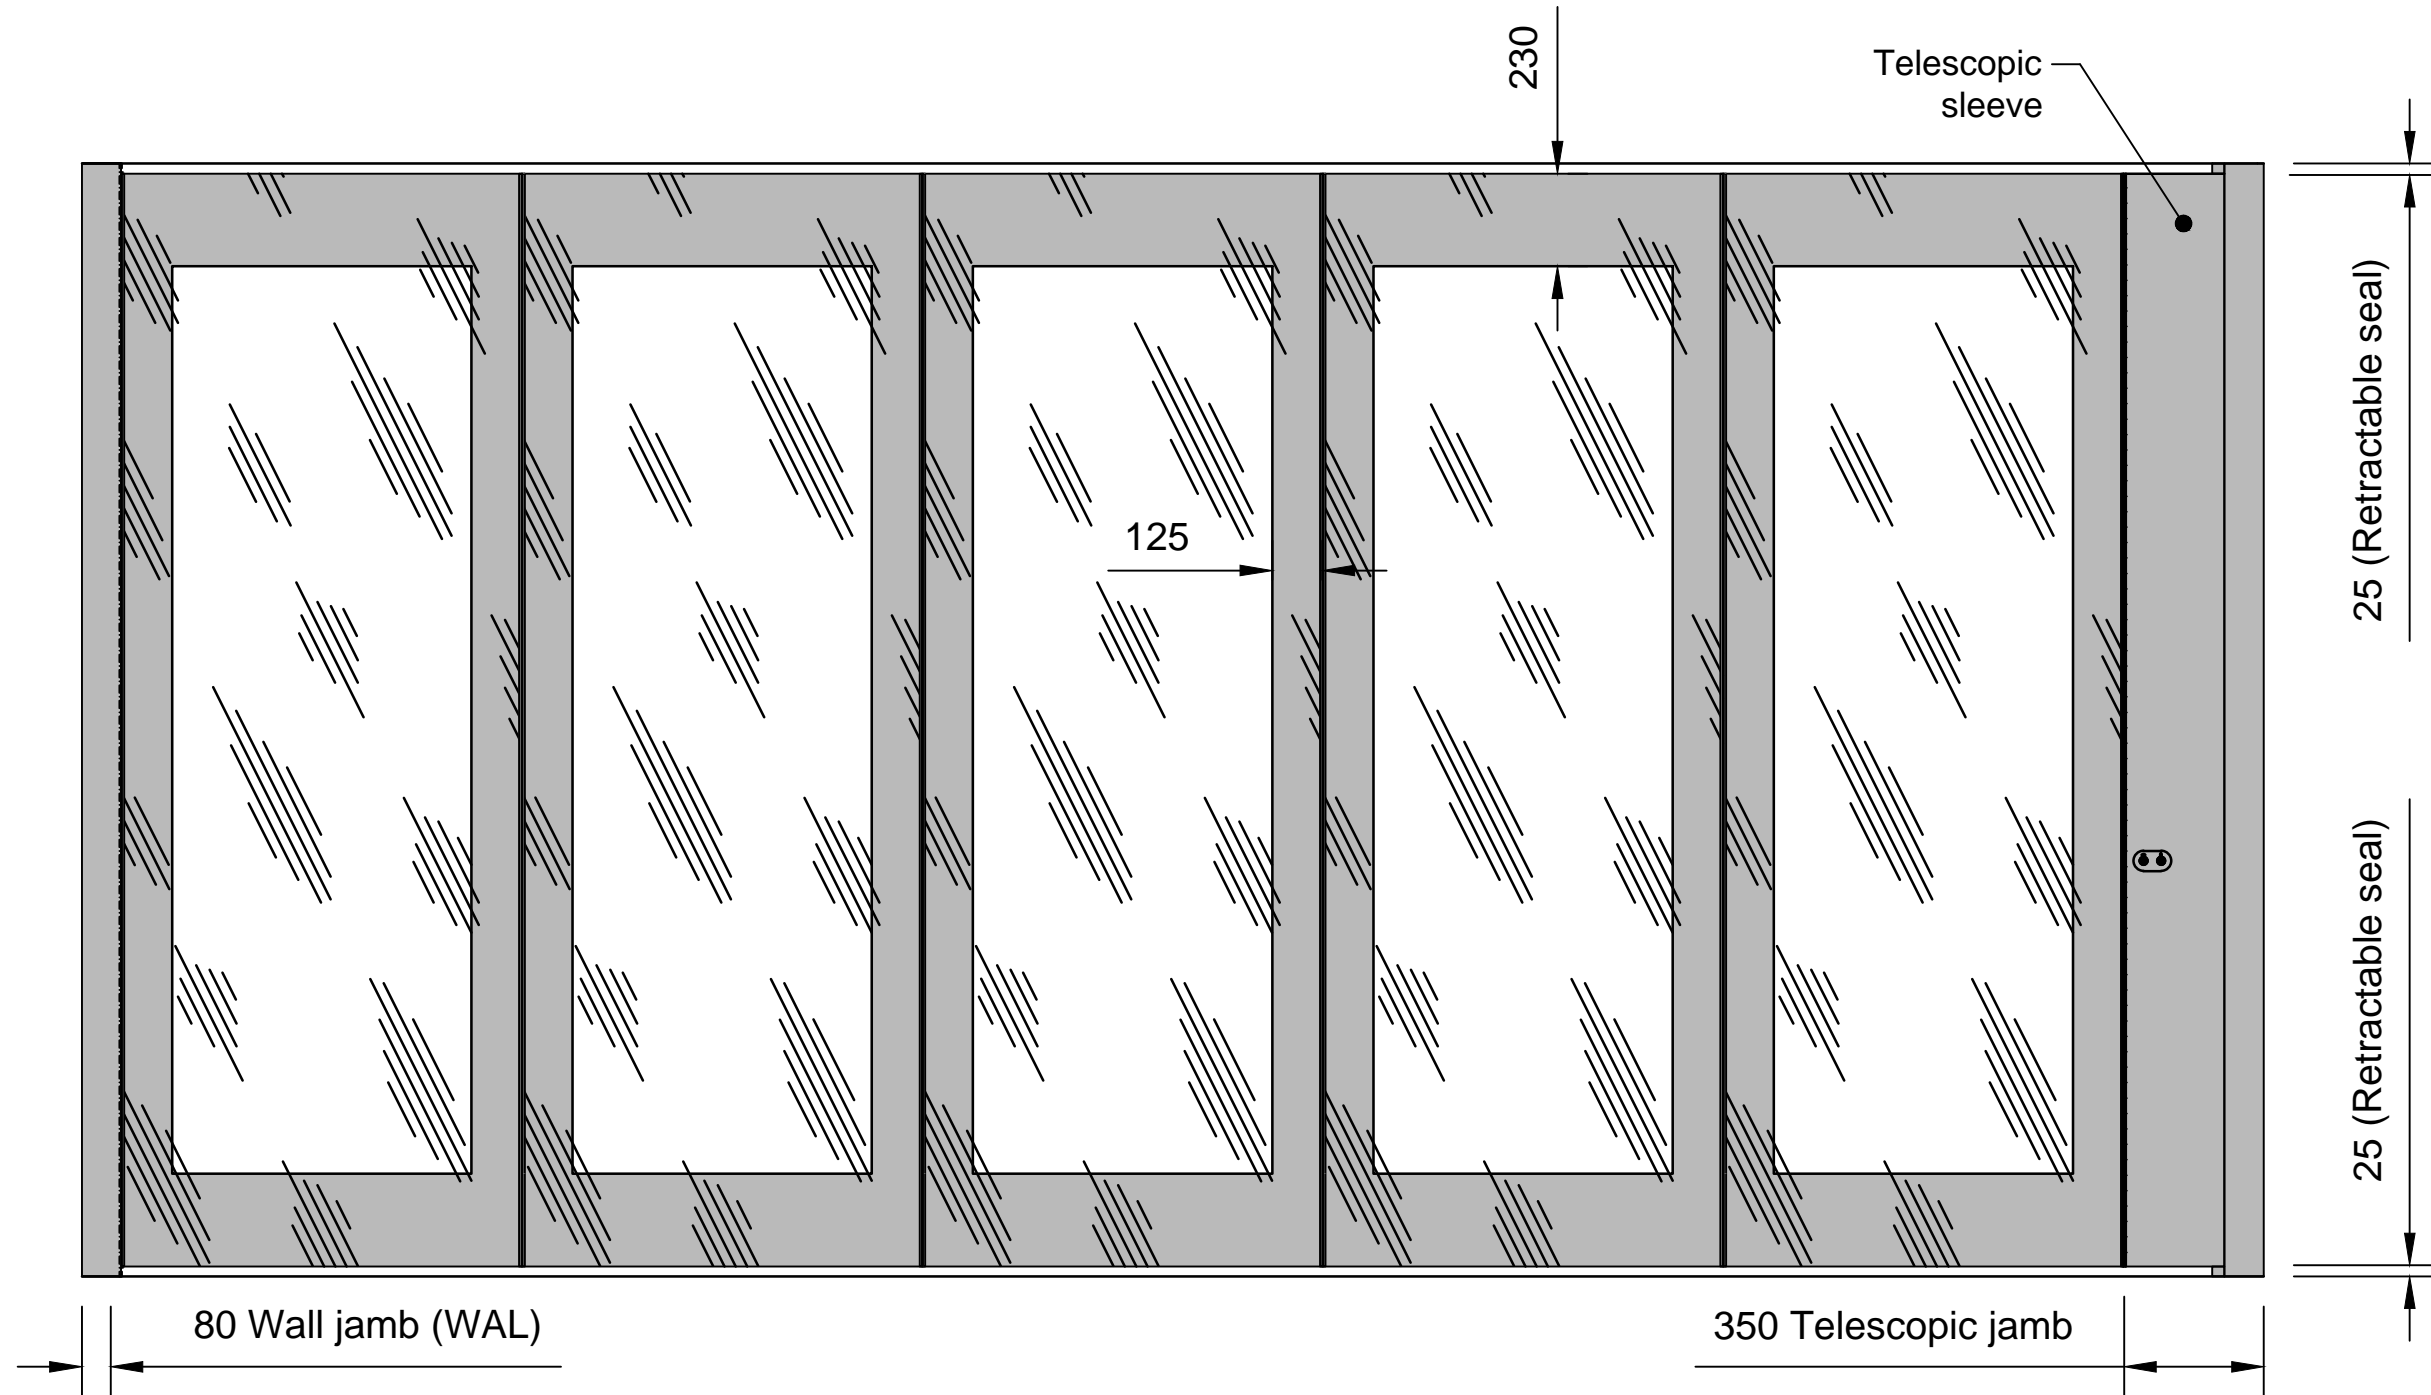 230
Telescopic
sleeve
25 (Retractable seal)
125
25 (Retractable seal)
80 Wall jamb (WAL)
350 Telescopic jamb